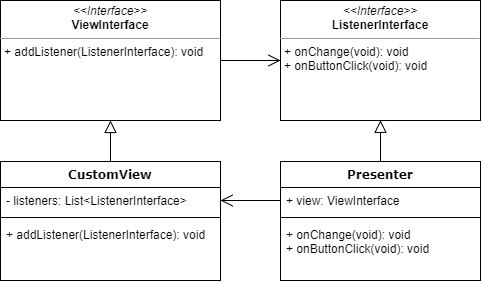 <<Interface>>
ViewInterface
+ addListener(ListenerInterface): void
<<Interface>>
ListenerInterface
+ onChange(void): void
+ onButtonClick(void): void
CustomView
- listeners: List<ListenerInterface>
+ addListener(ListenerInterface): void
Presenter
+ view: ViewInterface
+ onChange(void): void
+ onButtonClick(void): void